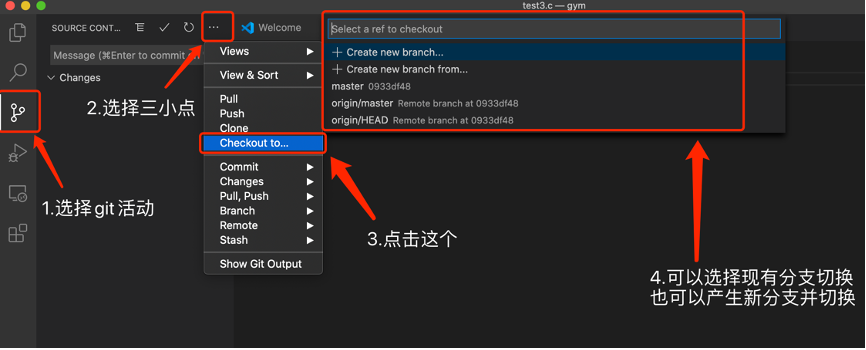 test3.c — gym
SOURCE CONT...
Welcome
Select a ref to checkout
Message (⌘Enter to commit
Changes
Views
View & Sort
Pull
Push
Clone
Checkout to...
Commit
Changes
Pull, Push
Branch
Remote
Stash
Show Git Output
Create new branch...
Create new branch from...
master 0933df48
origin/master Remote branch at 0933df48
origin/HEAD Remote branch at 0933df48
1.选择git活动
2.选择三小点
3.点击这个
4.可以选择现有分支切换
也可以产生新分支并切换